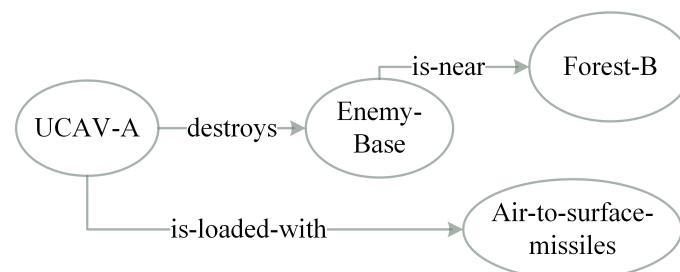 is-near
Forest-B
UCAV-A
destroys
Enemy-
Base
is-loaded-with
Air-to-surface-
missiles